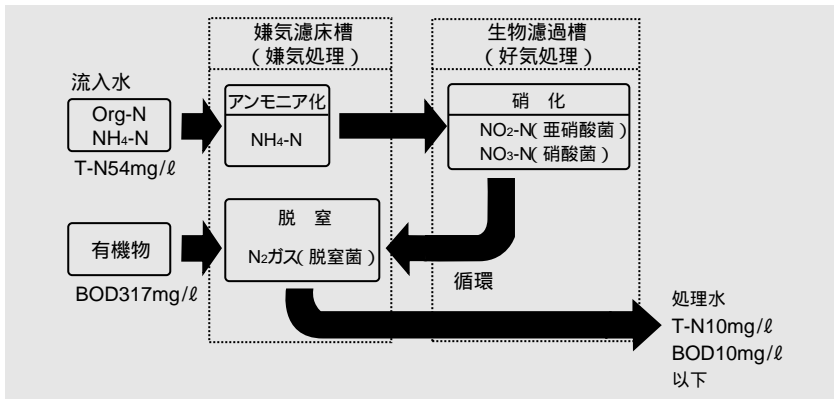 嫌気濾床槽
(嫌気処理)
生物濾過槽
(好気処理)
流入水
Org-N
NH₄-N
T-N54mg/ℓ
アンモニア化
NH₄-N
硝 化
NO₂-N(亜硝酸菌)
NO₃-N(硝酸菌)
有機物
BOD317mg/ℓ
脱 窒
N₂ガス(脱窒菌)
循環
処理水
T-N10mg/ℓ
BOD10mg/ℓ
以下